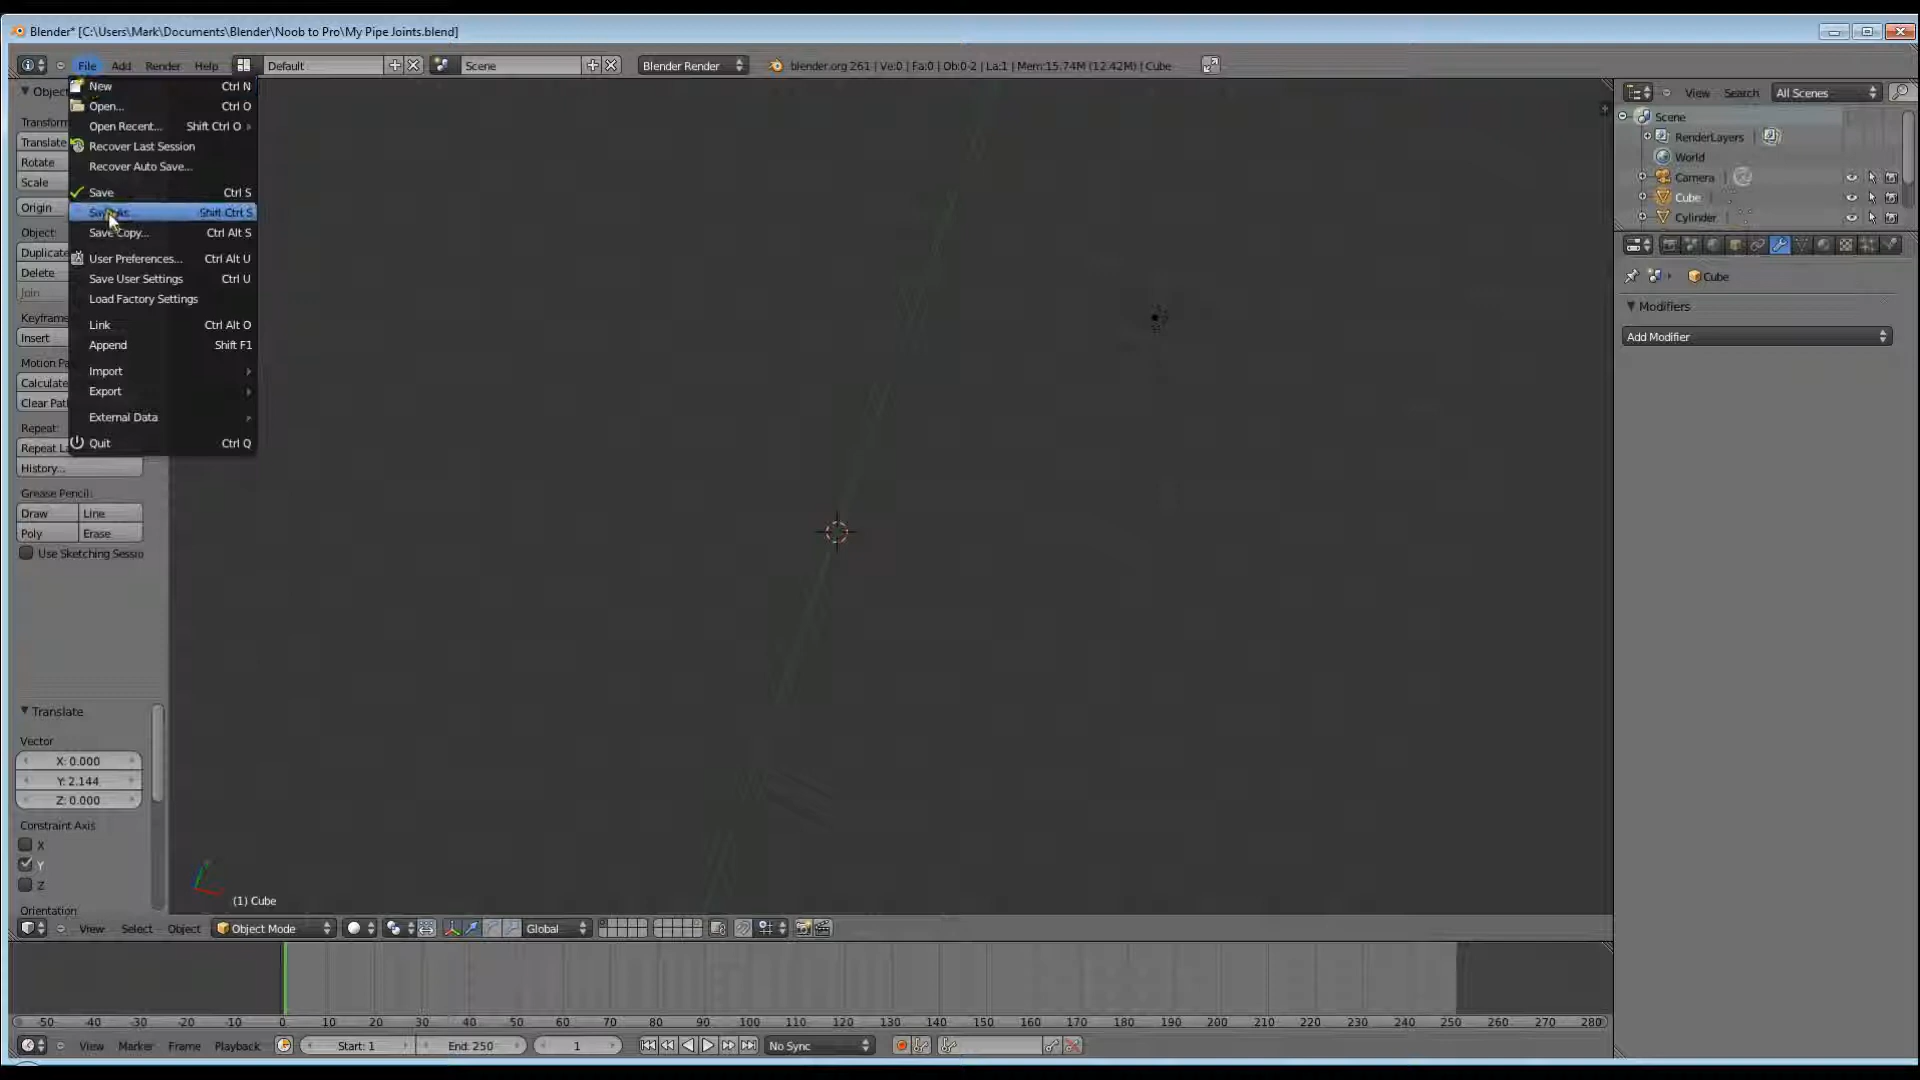 Blender* [C:\Users\Mark\Documents\Blender\Noob to Pro\My Pipe Joints.blend]
File Add Render Help Default Scene Blender Render blender.org 261 | Ve:0 | Fa:0 | Ob:0-2 | La:1 | Mem:15.74M (12.42M) | Cube
New Ctrl N
Open... Ctrl O
Open Recent... Shift Ctrl O
Recover Last Session
Recover Auto Save...
Save Ctrl S
Shift Ctrl S
Save Copy... Ctrl Alt S
User Preferences... Ctrl Alt U
Save User Settings Ctrl U
Load Factory Settings
Link Ctrl Alt O
Append Shift F1
Import
Export
External Data
Quit Ctrl Q
Object
Transform
Translate
Rotate
Scale
Origin
Object:
Duplicate
Delete
Join
Keyframe
Insert
Motion Pa
Calculate
Clear Pat
Repeat:
Repeat La
History...
Grease Pencil:
Draw Line
Poly Erase
Use Sketching Sessio
Translate
Vector
X: 0.000
Y: 2.144
Z: 0.000
Constraint Axis
X
Y
Z
Orientation
(1) Cube
View Select Object Object Mode Global
-50 -40 -30 -20 -10 0 10 20 30 40 50 60 70 80 90 100 110 120 130 140 150 160 170 180 190 200 210 220 230 240 250 260 270 280
View Marker Frame Playback Start: 1 End: 250 1 No Sync
View Search All Scenes
Scene
RenderLayers
World
Camera
Cube
Cylinder
Cube
Modifiers
Add Modifier